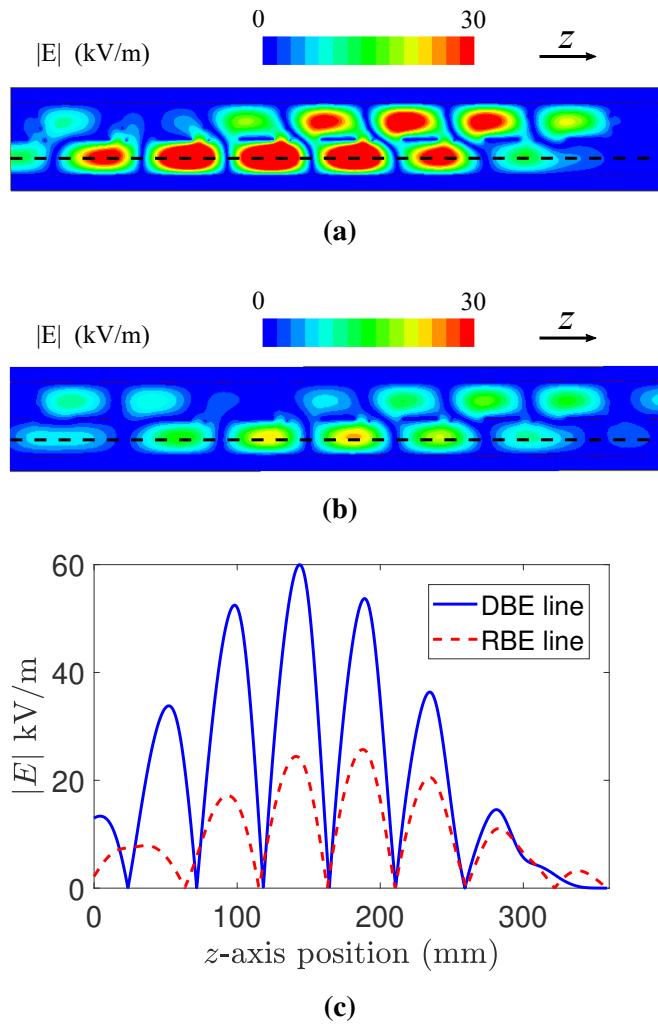 0 30
|E| (kV/m) z
(a)
0 30
|E| (kV/m) z
(b)
60
40
20
0
|E| kV/m
DBE line
RBE line
0 100 200 300
z-axis position (mm)
(c)